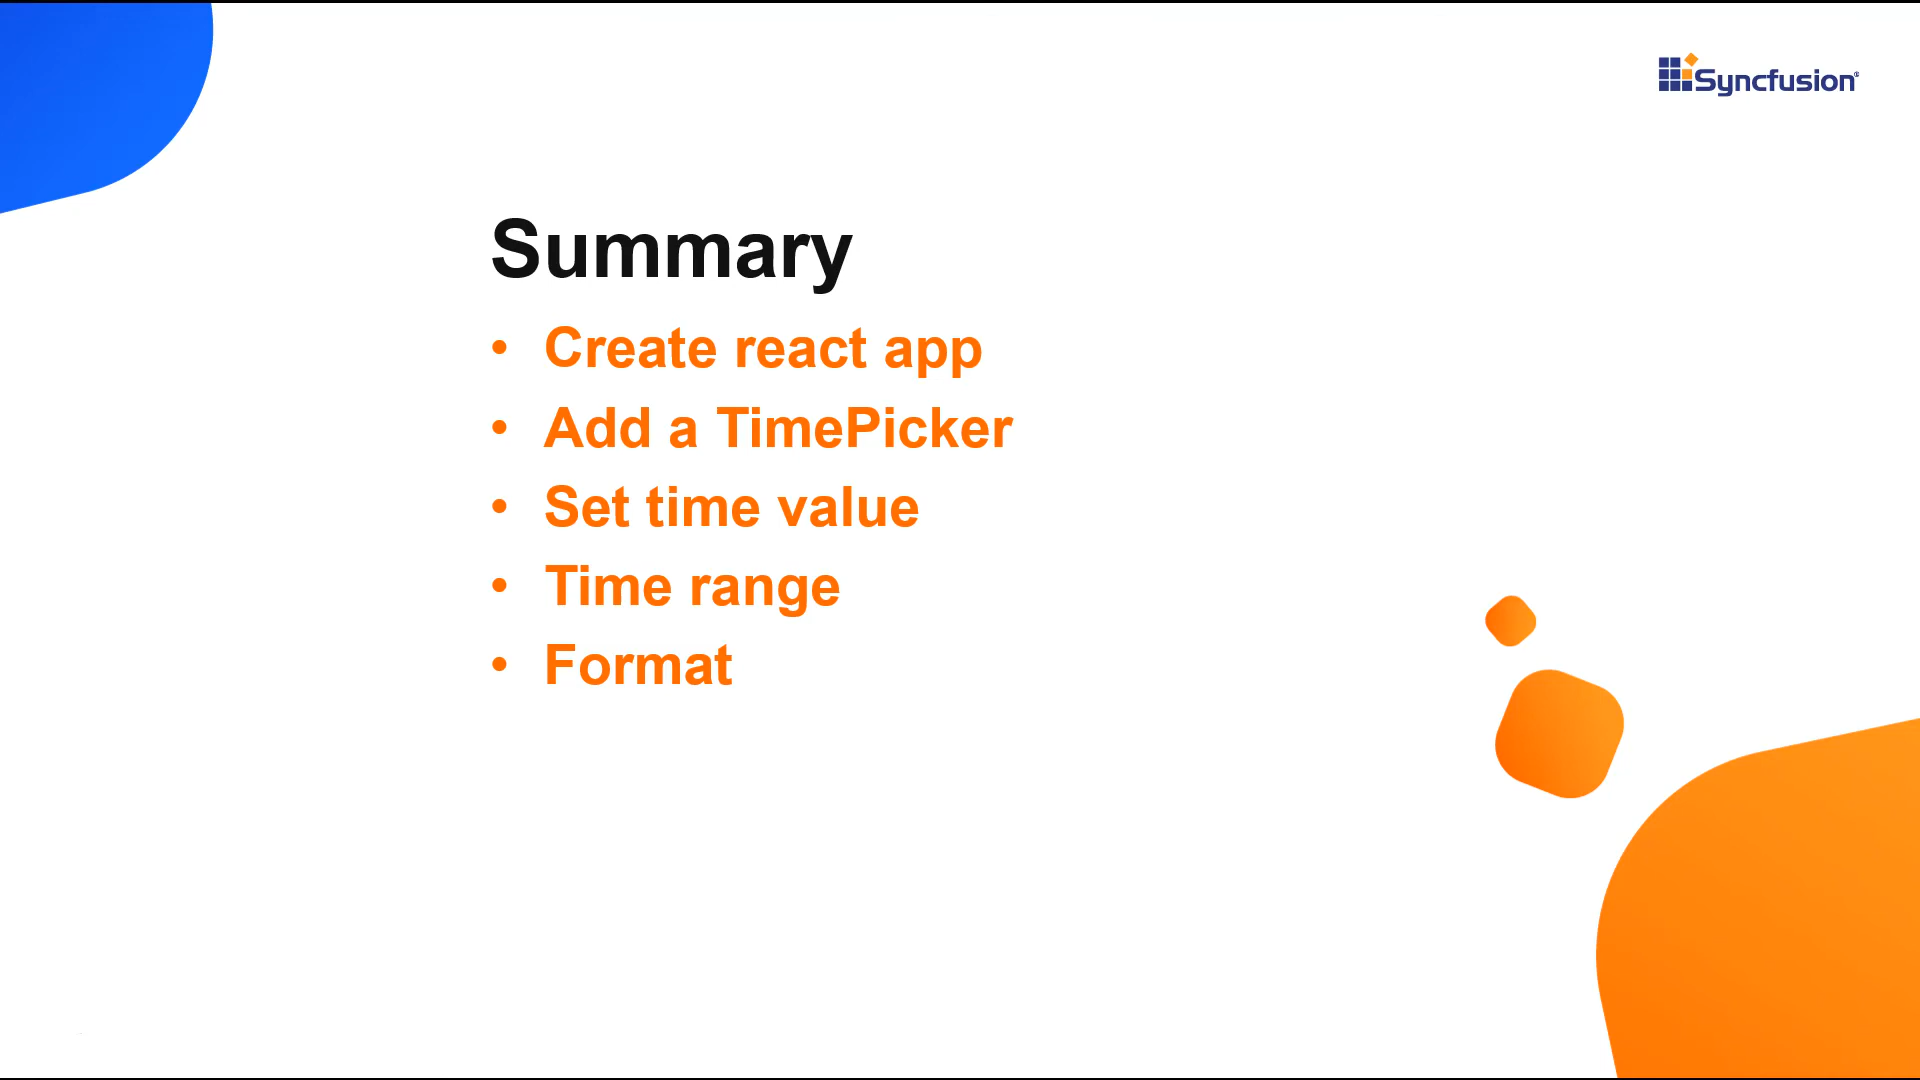 Syncfusion
Summary
• Create react app
• Add a TimePicker
• Set time value
• Time range
• Format